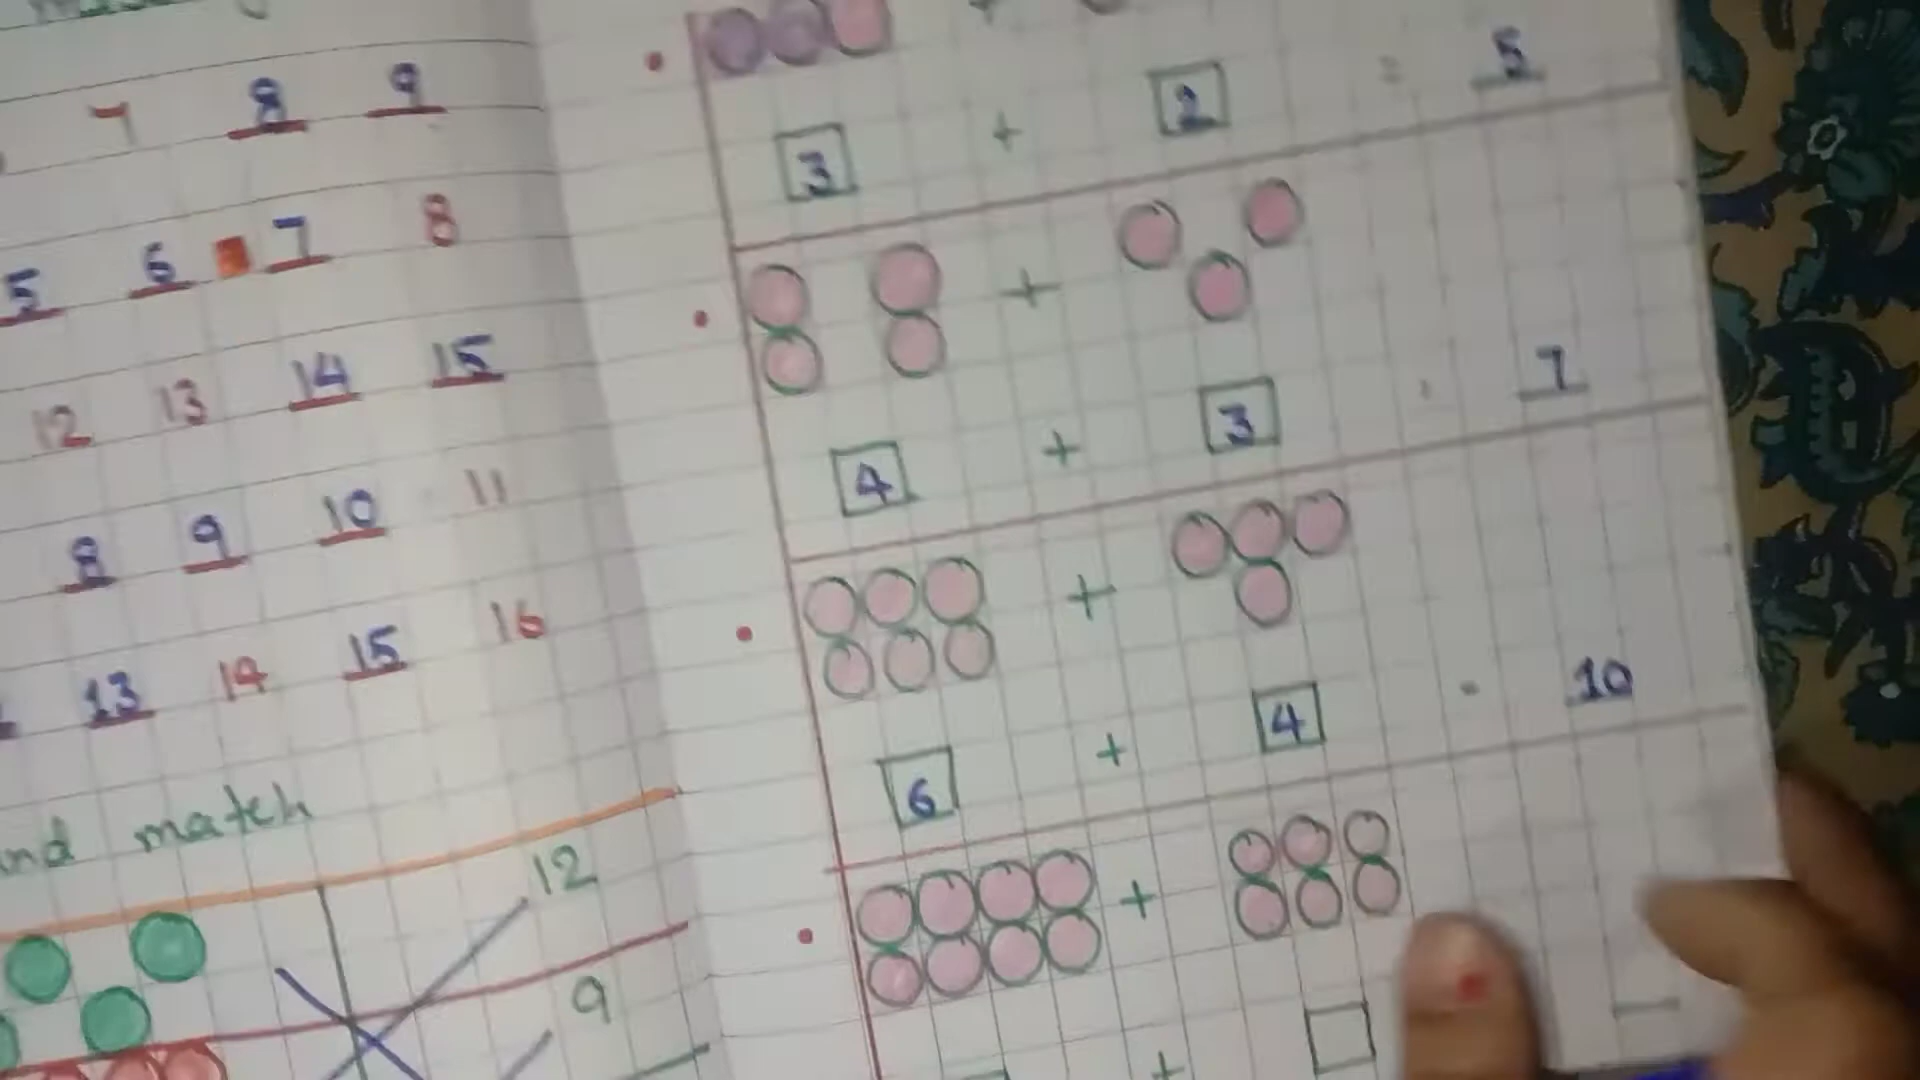 7 8 9
5 6 7 8
12 13 14 15
8 9 10 11
13 14 15 16
match
12
9
+
3 + 2 = 5
+
4 + 3 7
+
6 + 4 10
+
+